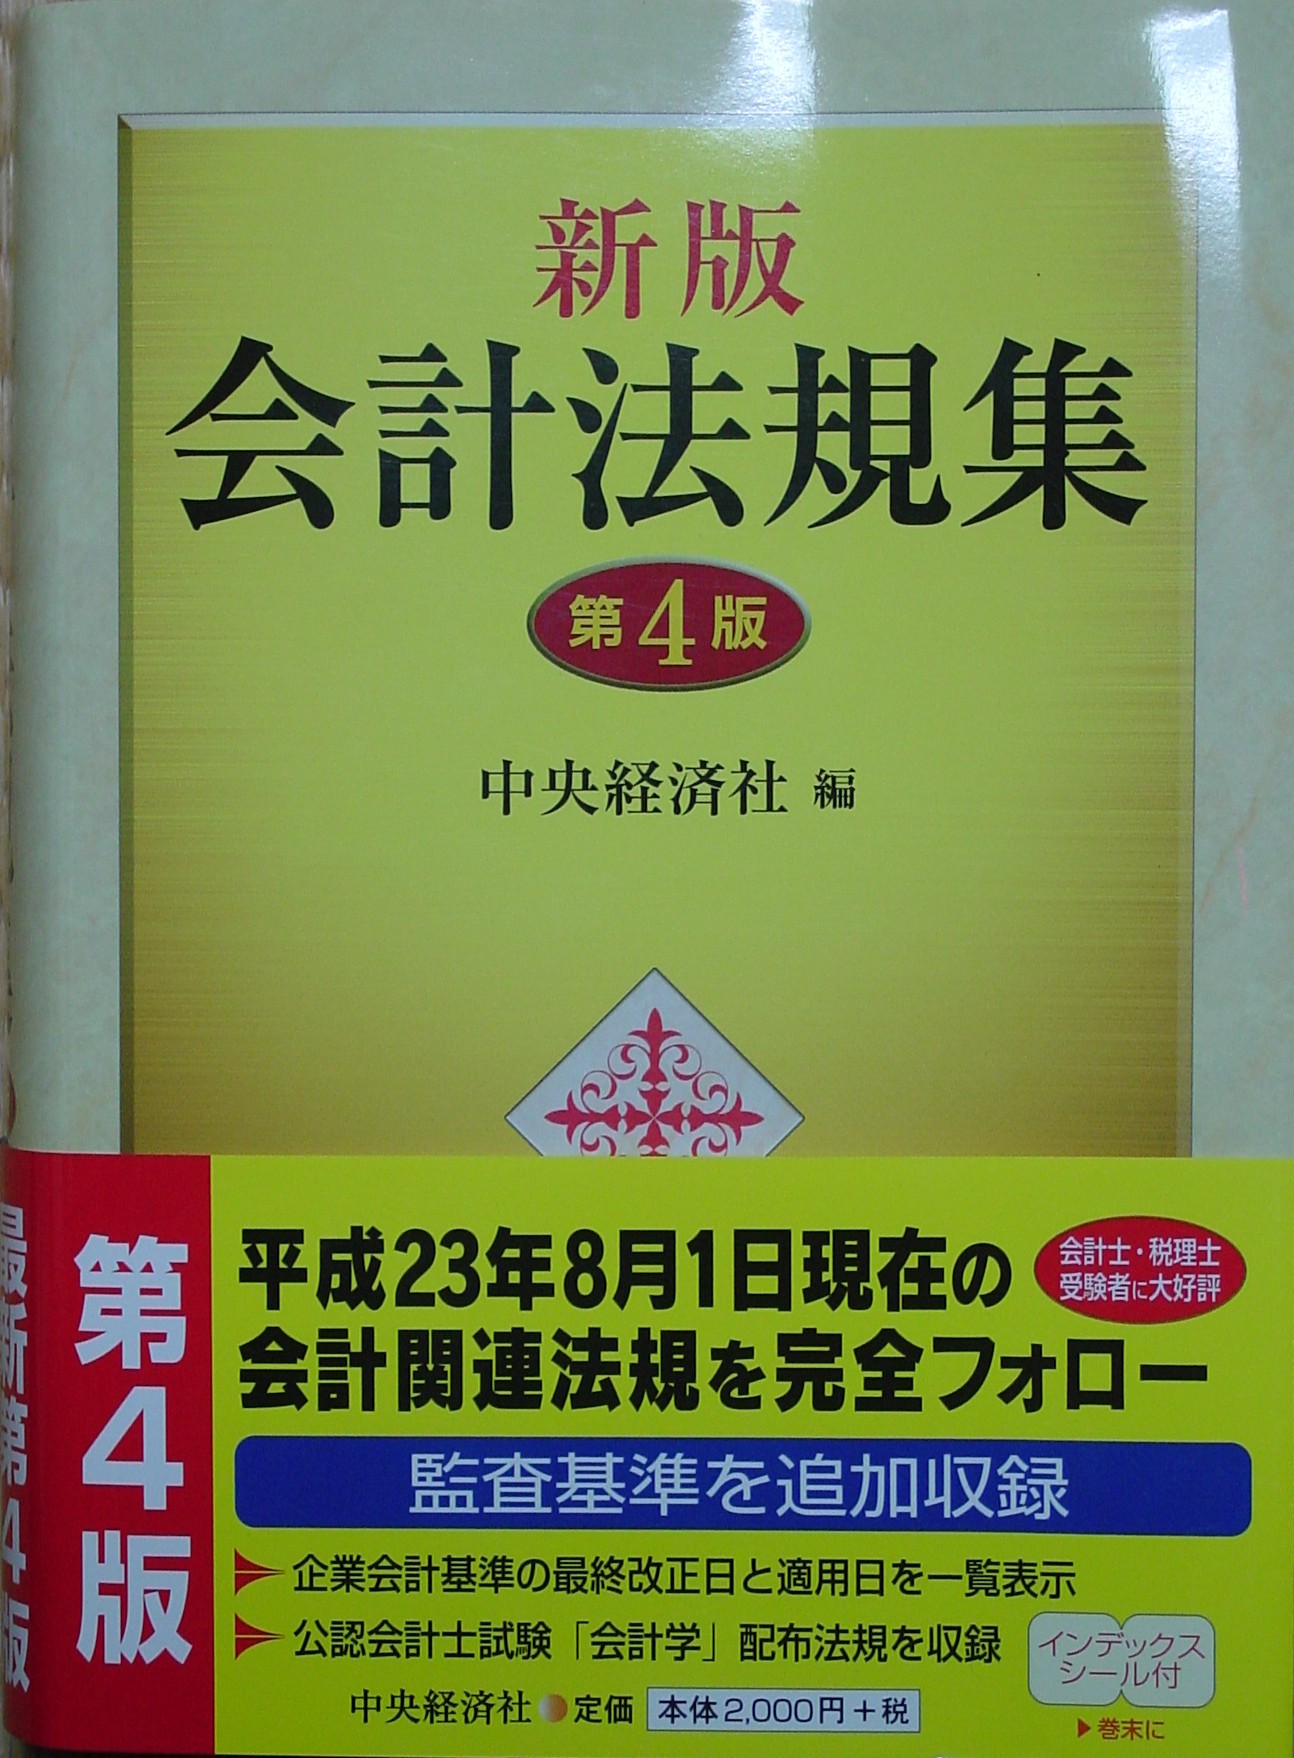 新版
会計法規集
第4版
中央経済社 編
最新第4版
第4版
平成23年8月1日現在の
会計関連法規を完全フォロー
会計士・税理士
受験者に大好評
監査基準を追加収録
企業会計基準の最終改正日と適用日を一覧表示
公認会計士試験「会計学」配布法規を収録
インデックス
シール付
▶巻末に
中央経済社●定価 本体2,000円+税